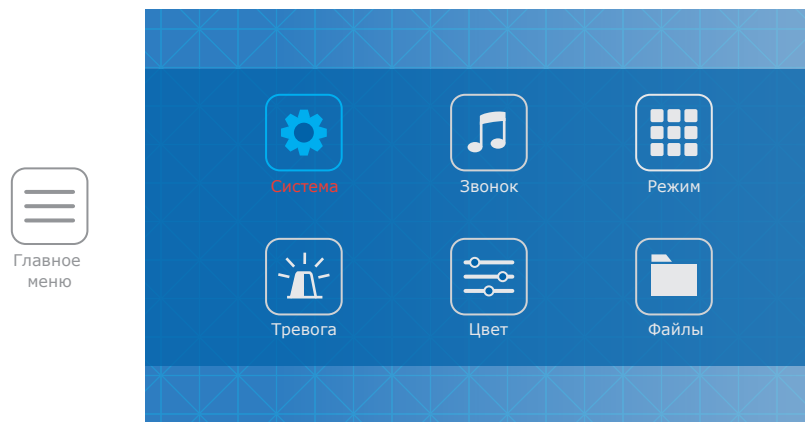 Главное
меню
Система
Звонок
Режим
Тревога
Цвет
Файлы